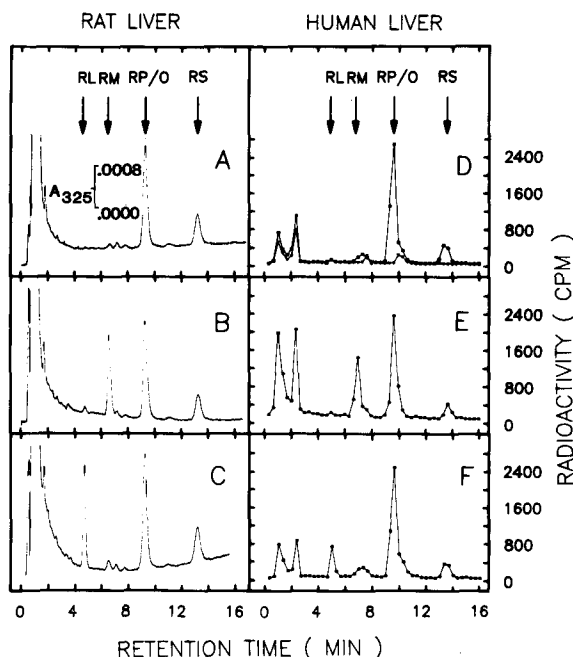 RAT LIVER HUMAN LIVER
RL RM RP/O RS RL RM RP/O RS
A D
A325 .0008 .0000
2400
1600
800
0
B E
2400
1600
800
0
C F
2400
1600
800
0
RADIOACTIVITY ( CPM )
0 4 8 12 16 0 4 8 12 16
RETENTION TIME ( MIN )